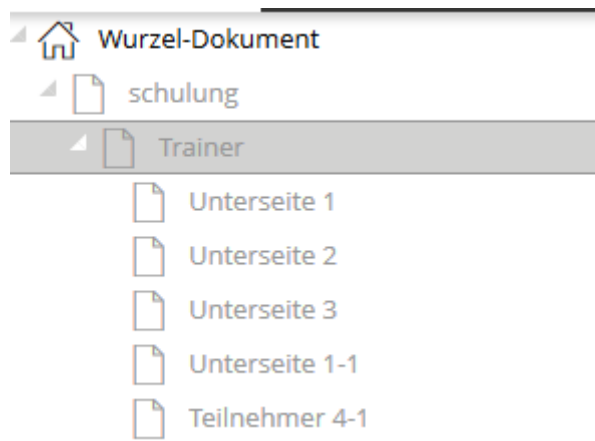 Wurzel-Dokument
schulung
Trainer
Unterseite 1
Unterseite 2
Unterseite 3
Unterseite 1-1
Teilnehmer 4-1